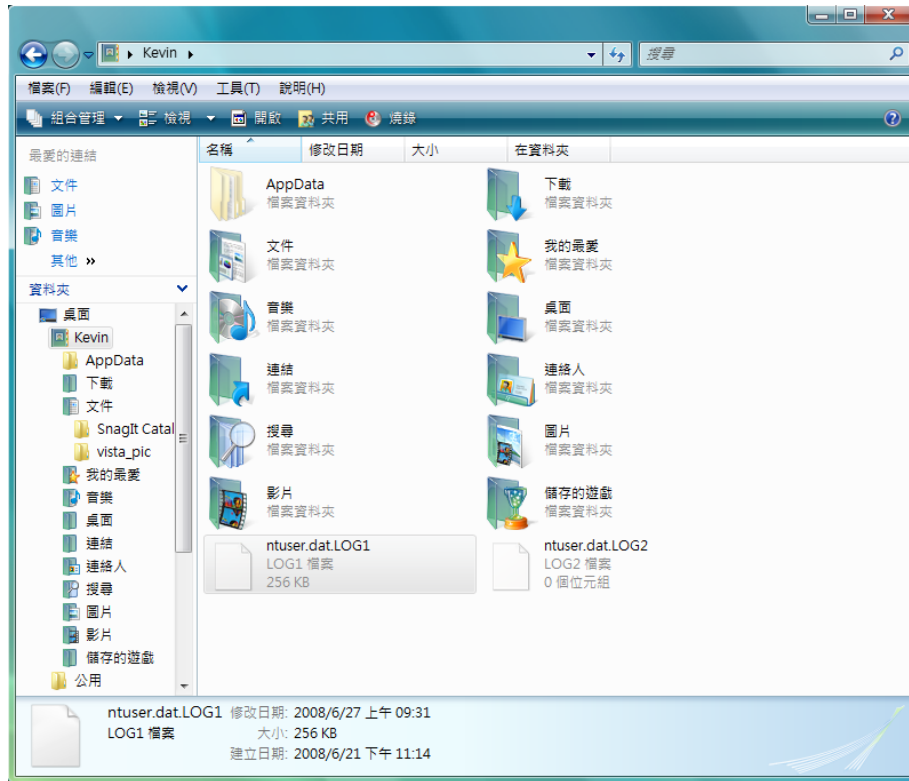 Kevin
搜尋
檔案(F) 編輯(E) 檢視(V) 工具(T) 說明(H)
組合管理 檢視 開啟 共用 燒錄
最愛的連結
文件
圖片
音樂
其他 »
資料夾
桌面
Kevin
AppData
下載
文件
SnagIt Catal
vista_pic
我的最愛
音樂
桌面
連結
連絡人
搜尋
圖片
影片
儲存的遊戲
公用
名稱 修改日期 大小 在資料夾
AppData
檔案資料夾
下載
檔案資料夾
文件
檔案資料夾
我的最愛
檔案資料夾
音樂
檔案資料夾
桌面
檔案資料夾
連結
檔案資料夾
連絡人
檔案資料夾
搜尋
檔案資料夾
圖片
檔案資料夾
影片
檔案資料夾
儲存的遊戲
檔案資料夾
ntuser.dat.LOG1
LOG1 檔案
256 KB
ntuser.dat.LOG2
LOG2 檔案
0 個位元組
ntuser.dat.LOG1 修改日期: 2008/6/27 上午 09:31
LOG1 檔案 大小: 256 KB
建立日期: 2008/6/21 下午 11:14